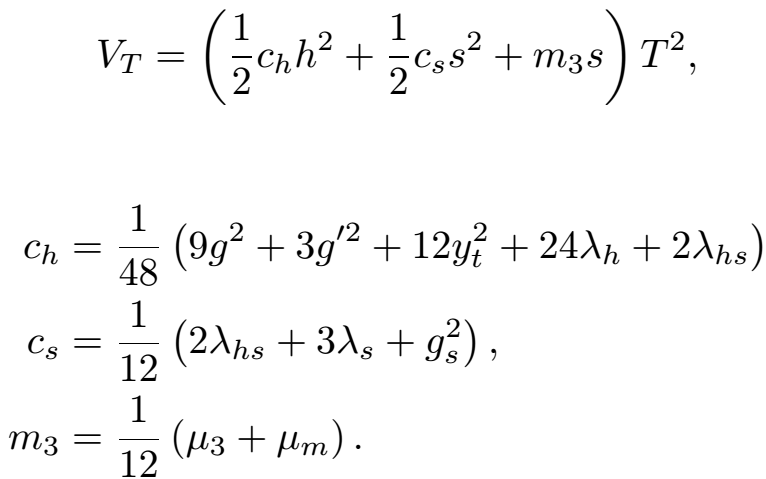 V_T = \left( \frac{1}{2} c_h h^2 + \frac{1}{2} c_s s^2 + m_3 s \right) T^2,
c_h = \frac{1}{48} \left( 9g^2 + 3g'^2 + 12y_t^2 + 24\lambda_h + 2\lambda_{hs} \right)
c_s = \frac{1}{12} \left( 2\lambda_{hs} + 3\lambda_s + g_s^2 \right),
m_3 = \frac{1}{12} \left( \mu_3 + \mu_m \right).